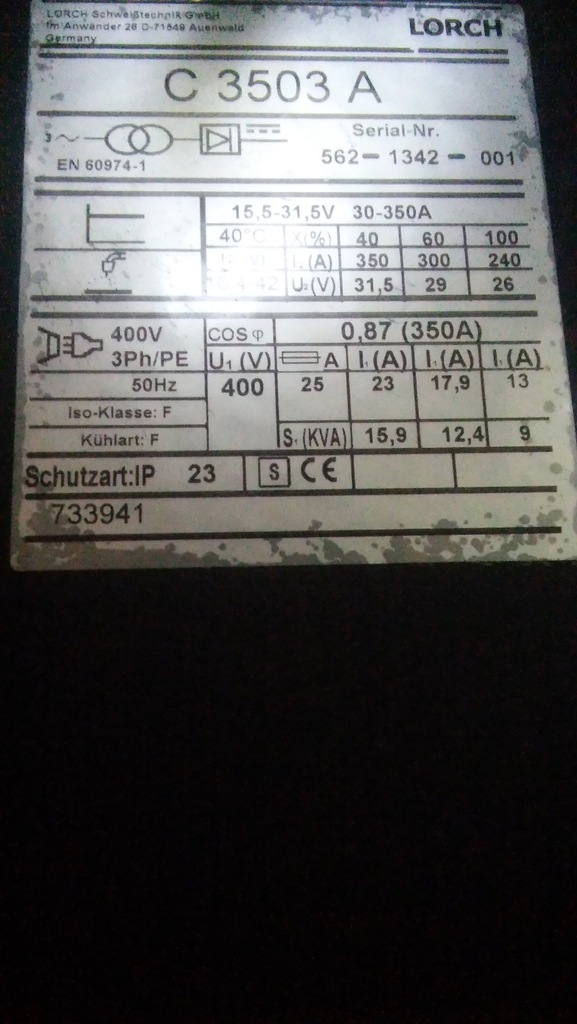 LORCH Schweißtechnik GmbH
Im Anwänder 26 D-71549 Auenwald
Germany
LORCH
C 3503 A
3 ~
EN 60974-1
Serial-Nr.
562- 1342 - 001
15,5-31,5V 30-350A
40°C X(%) 40 60 100
I₂(A) 350 300 240
U₂(V) 31,5 29 26
400V
3Ph/PE
50Hz
Iso-Klasse: F
Kühlart: F
COS φ 0,87 (350A)
U₁ (V) A I₁(A) I₁(A) I₁(A)
400 25 23 17,9 13
S₁(KVA) 15,9 12,4 9
Schutzart:IP 23 S CE
733941